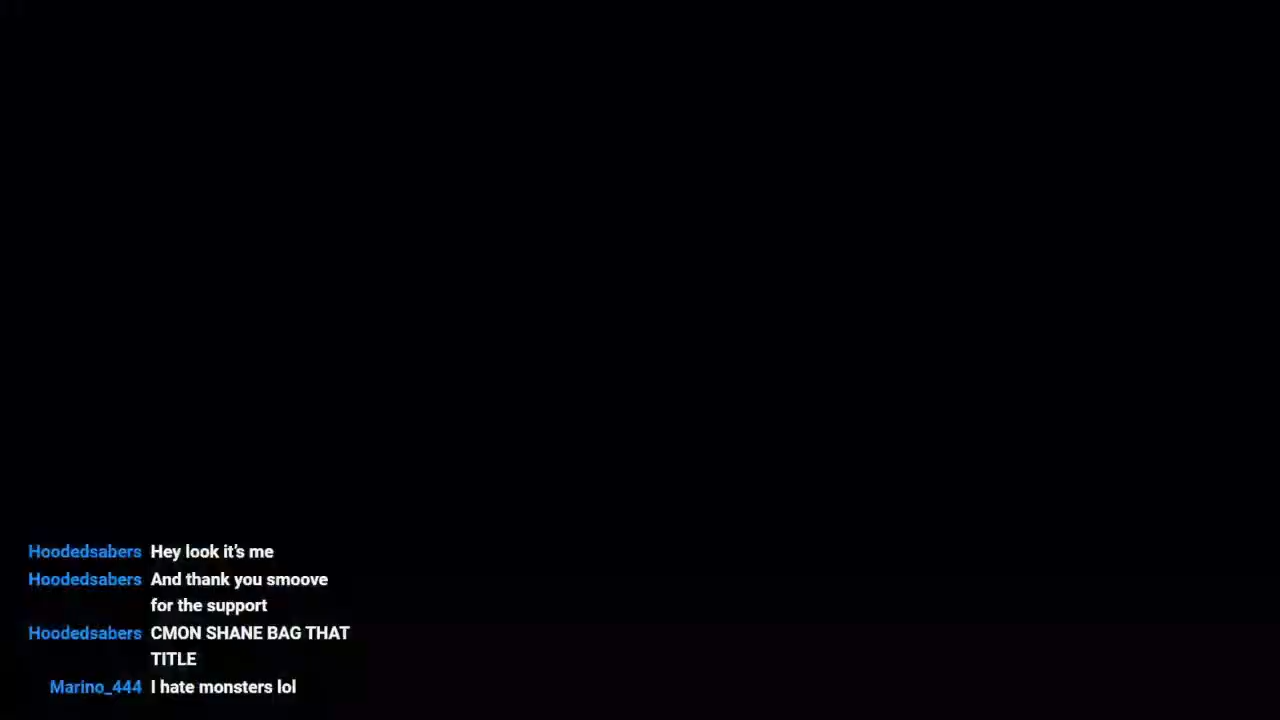 Hoodedsabers Hey look it's me
Hoodedsabers And thank you smoove
for the support
Hoodedsabers CMON SHANE BAG THAT
TITLE
Marino_444 I hate monsters lol